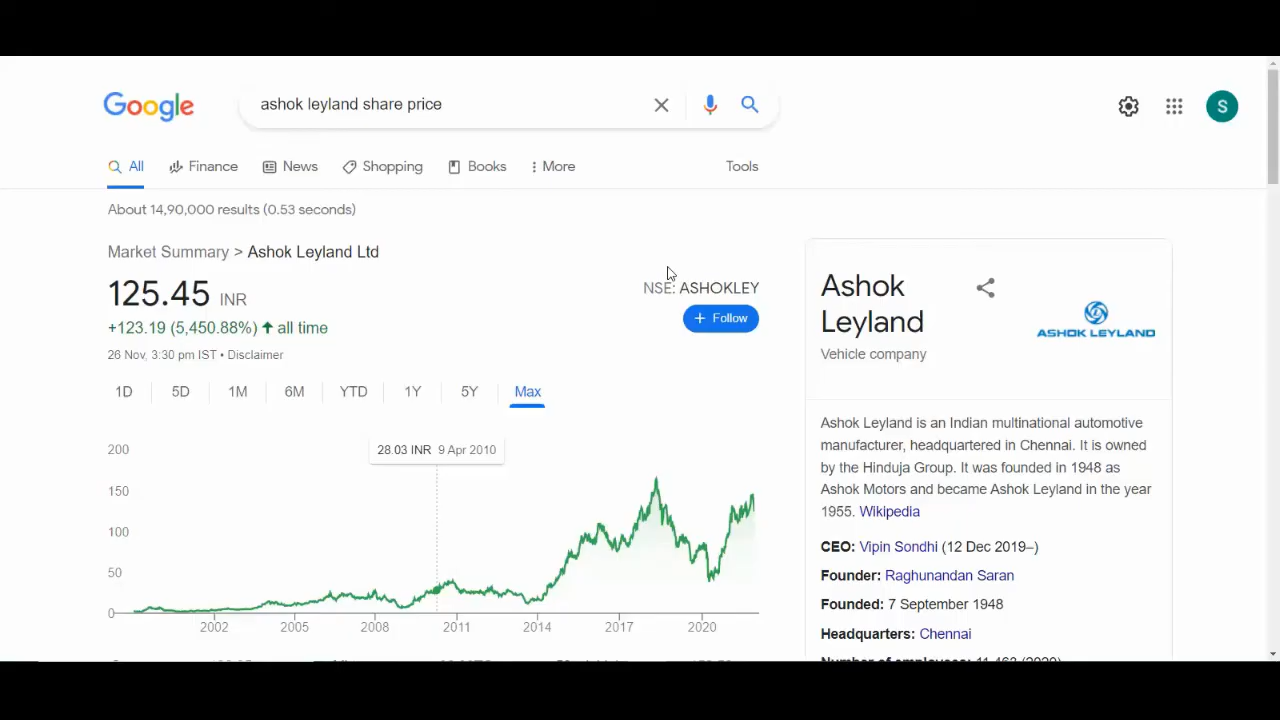 Google
ashok leyland share price
S
All
Finance
News
Shopping
Books
More
Tools
About 14,90,000 results (0.53 seconds)
Market Summary > Ashok Leyland Ltd
125.45 INR
NSE: ASHOKLEY
+123.19 (5,450.88%) ↑ all time
+ Follow
26 Nov, 3:30 pm IST • Disclaimer
1D
5D
1M
6M
YTD
1Y
5Y
Max
28.03 INR 9 Apr 2010
200
150
100
50
0
2002
2005
2008
2011
2014
2017
2020
Ashok
Leyland
Vehicle company
ASHOK LEYLAND
Ashok Leyland is an Indian multinational automotive
manufacturer, headquartered in Chennai. It is owned
by the Hinduja Group. It was founded in 1948 as
Ashok Motors and became Ashok Leyland in the year
1955. Wikipedia
CEO: Vipin Sondhi (12 Dec 2019–)
Founder: Raghunandan Saran
Founded: 7 September 1948
Headquarters: Chennai
Number of employees: 11,463 (2020)